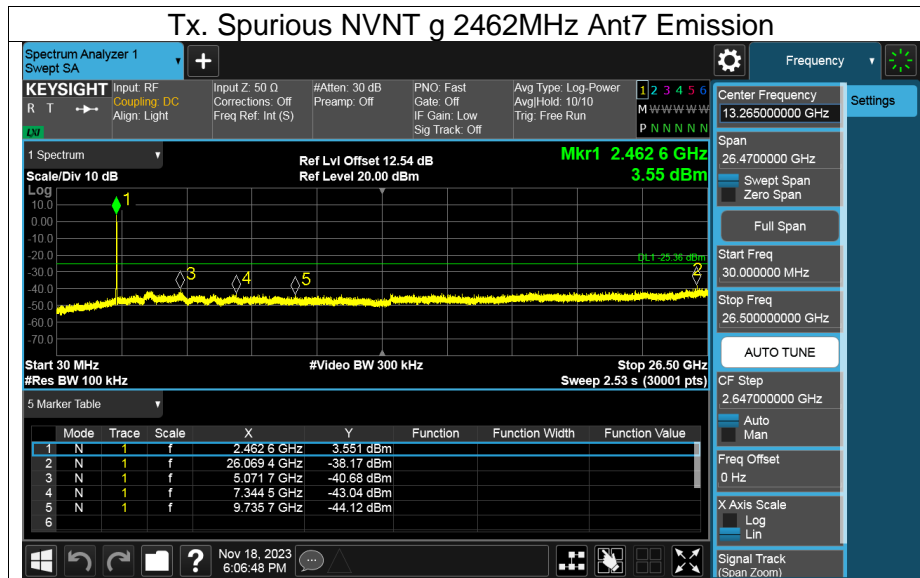 Tx. Spurious NVNT g 2462MHz Ant7 Emission
Spectrum Analyzer 1
Swept SA
+
Frequency
KEYSIGHT
R T
LXI
Input: RF
Coupling: DC
Align: Light
Input Z: 50 Ω
Corrections: Off
Freq Ref: Int (S)
#Atten: 30 dB
Preamp: Off
PNO: Fast
Gate: Off
IF Gain: Low
Sig Track: Off
Avg Type: Log-Power
Avg|Hold: 10/10
Trig: Free Run
1 2 3 4 5 6
M W W W W W
P N N N N N
1 Spectrum
Scale/Div 10 dB
Ref Lvl Offset 12.54 dB
Ref Level 20.00 dBm
Mkr1 2.462 6 GHz
3.55 dBm
Log
10.0
0.00
-10.0
-20.0
-30.0
-40.0
-50.0
-60.0
-70.0
1
3
4
5
2
DL1 -25.36 dBm
Start 30 MHz
#Res BW 100 kHz
#Video BW 300 kHz
Stop 26.50 GHz
Sweep 2.53 s (30001 pts)
5 Marker Table
Mode Trace Scale X Y Function Function Width Function Value
1 N 1 f 2.462 6 GHz 3.551 dBm
2 N 1 f 26.069 4 GHz -38.17 dBm
3 N 1 f 5.071 7 GHz -40.68 dBm
4 N 1 f 7.344 5 GHz -43.04 dBm
5 N 1 f 9.735 7 GHz -44.12 dBm
6
?
Nov 18, 2023
6:06:48 PM
Center Frequency
13.265000000 GHz
Span
26.4700000 GHz
Swept Span
Zero Span
Full Span
Start Freq
30.000000 MHz
Stop Freq
26.500000000 GHz
AUTO TUNE
CF Step
2.647000000 GHz
Auto
Man
Freq Offset
0 Hz
X Axis Scale
Log
Lin
Signal Track
(Span Zoom)
Settings